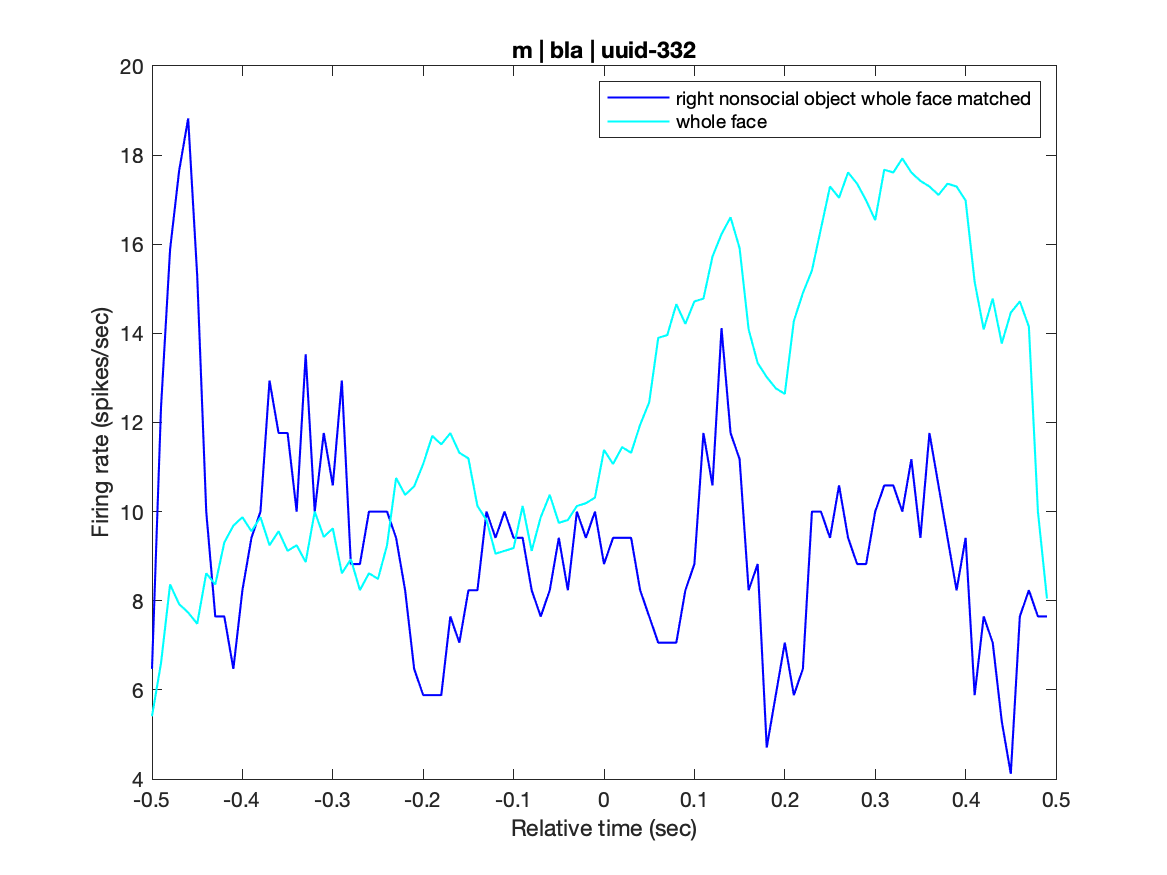 m | bla | uuid-332
right nonsocial object whole face matched
whole face
Firing rate (spikes/sec)
20
18
16
14
12
10
8
6
4
-0.5 -0.4 -0.3 -0.2 -0.1 0 0.1 0.2 0.3 0.4 0.5
Relative time (sec)